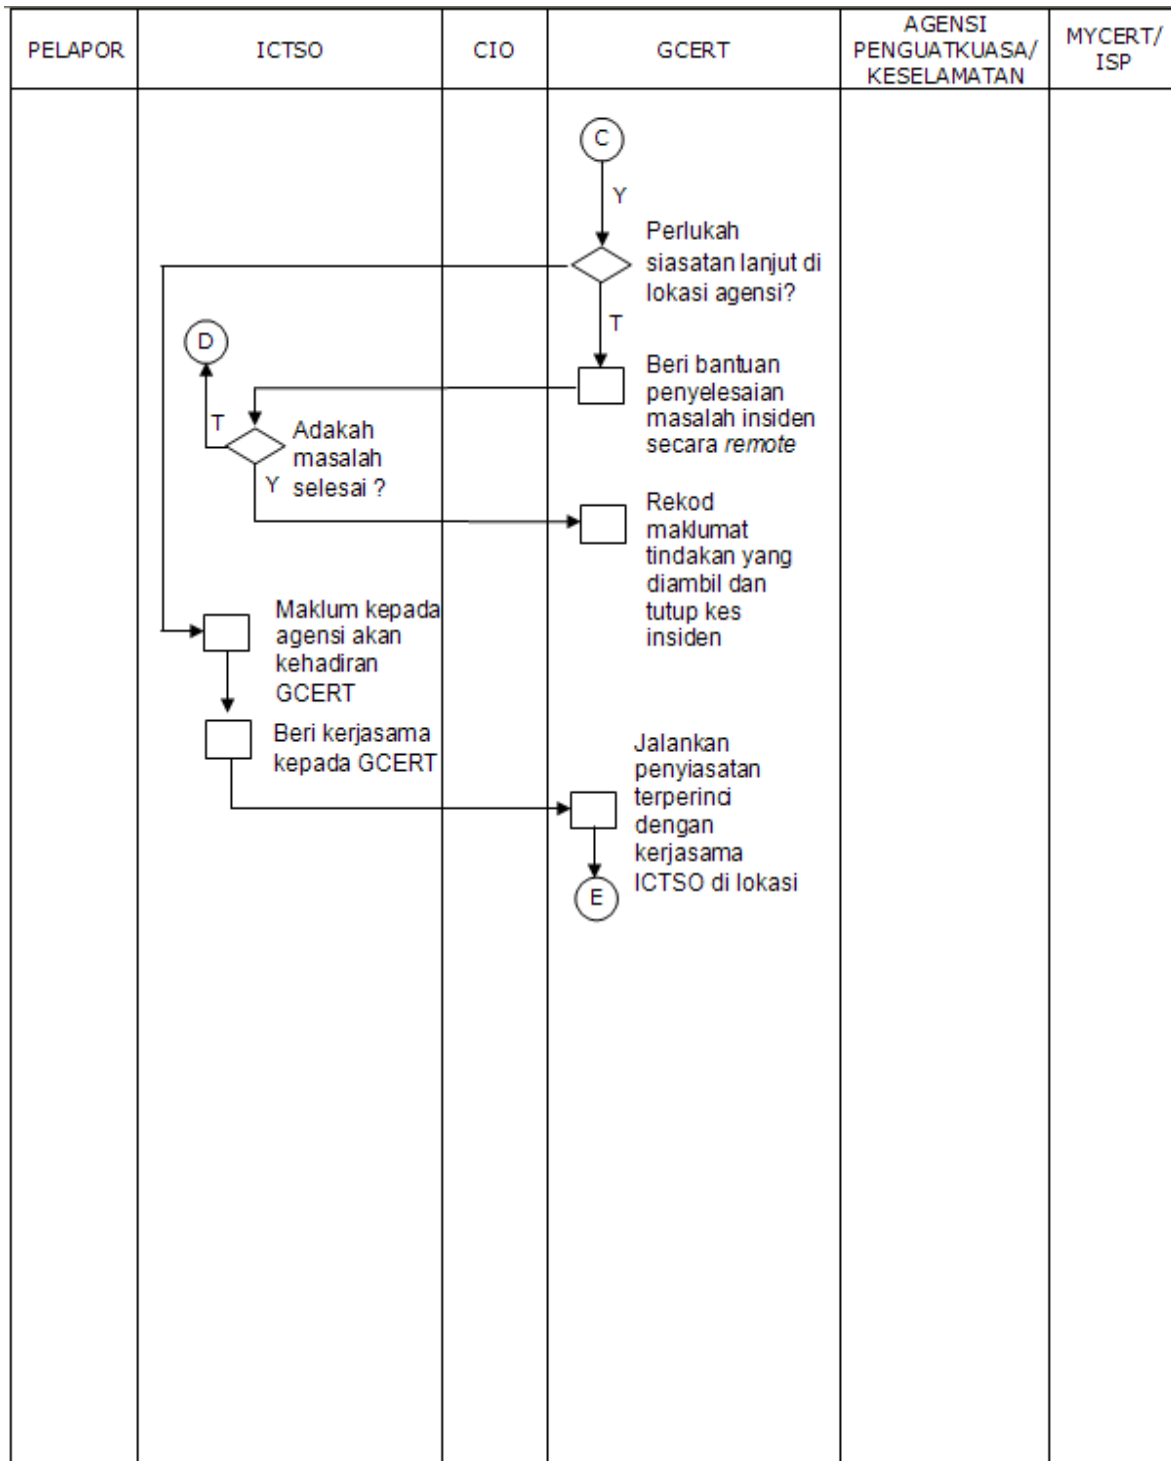 PELAPOR
ICTSO
CIO
GCERT
AGENSI
PENGUATKUASA/
KESELAMATAN
MYCERT/
ISP
C
Y
Perlukah
siasatan lanjut di
lokasi agensi?
T
D
Beri bantuan
penyelesaian
masalah insiden
secara remote
T
Adakah
masalah
selesai ?
Y
Rekod
maklumat
tindakan yang
diambil dan
tutup kes
insiden
Maklum kepada
agensi akan
kehadiran
GCERT
Beri kerjasama
kepada GCERT
Jalankan
penyiasatan
terperinci
dengan
kerjasama
ICTSO di lokasi
E